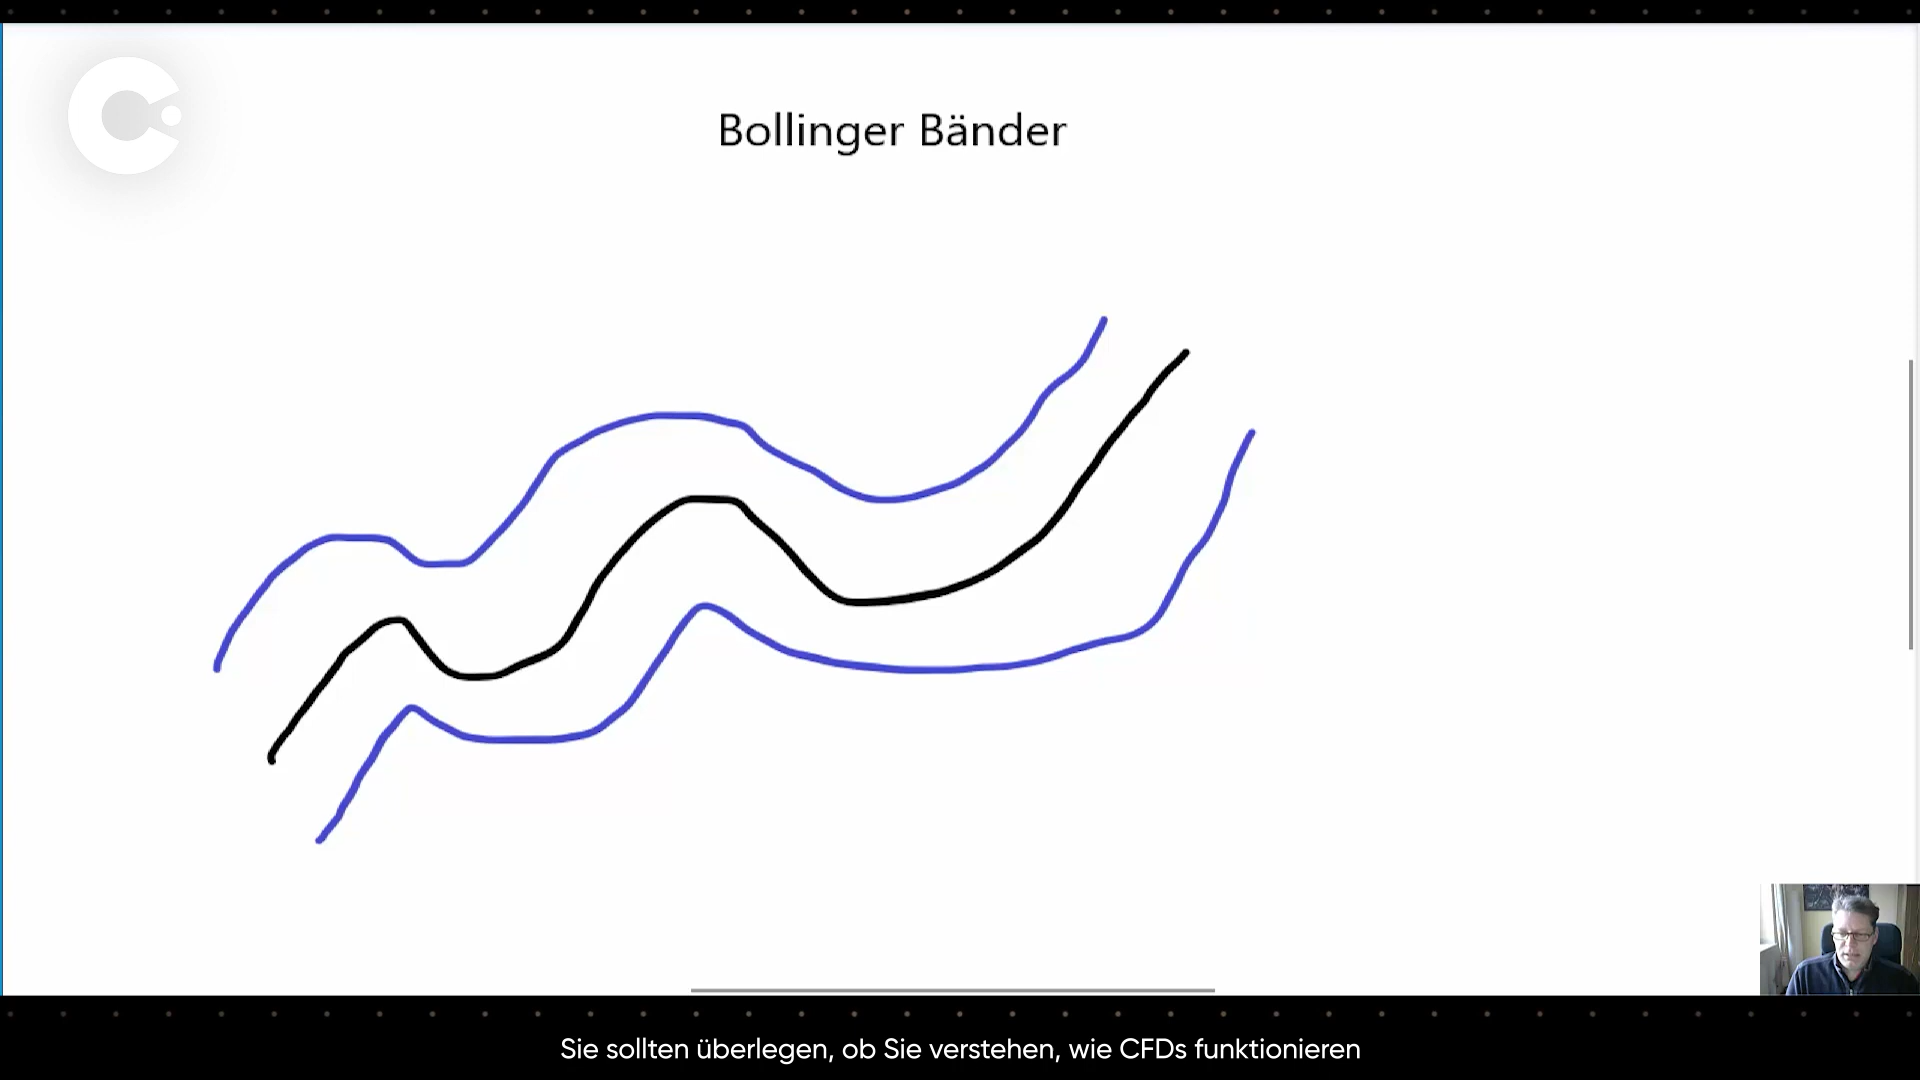 Bollinger Bänder
Sie sollten überlegen, ob Sie verstehen, wie CFDs funktionieren